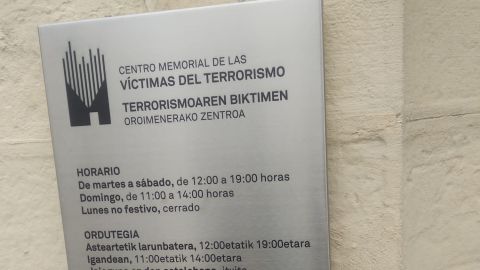 CENTRO MEMORIAL DE LAS
VÍCTIMAS DEL TERRORISMO
TERRORISMOAREN BIKTIMEN
OROIMENERAKO ZENTROA
HORARIO
De martes a sábado, de 12:00 a 19:00 horas
Domingo, de 11:00 a 14:00 horas
Lunes no festivo, cerrado
ORDUTEGIA
Asteartetik larunbatera, 12:00etatik 19:00etara
Igandean, 11:00etatik 14:00etara